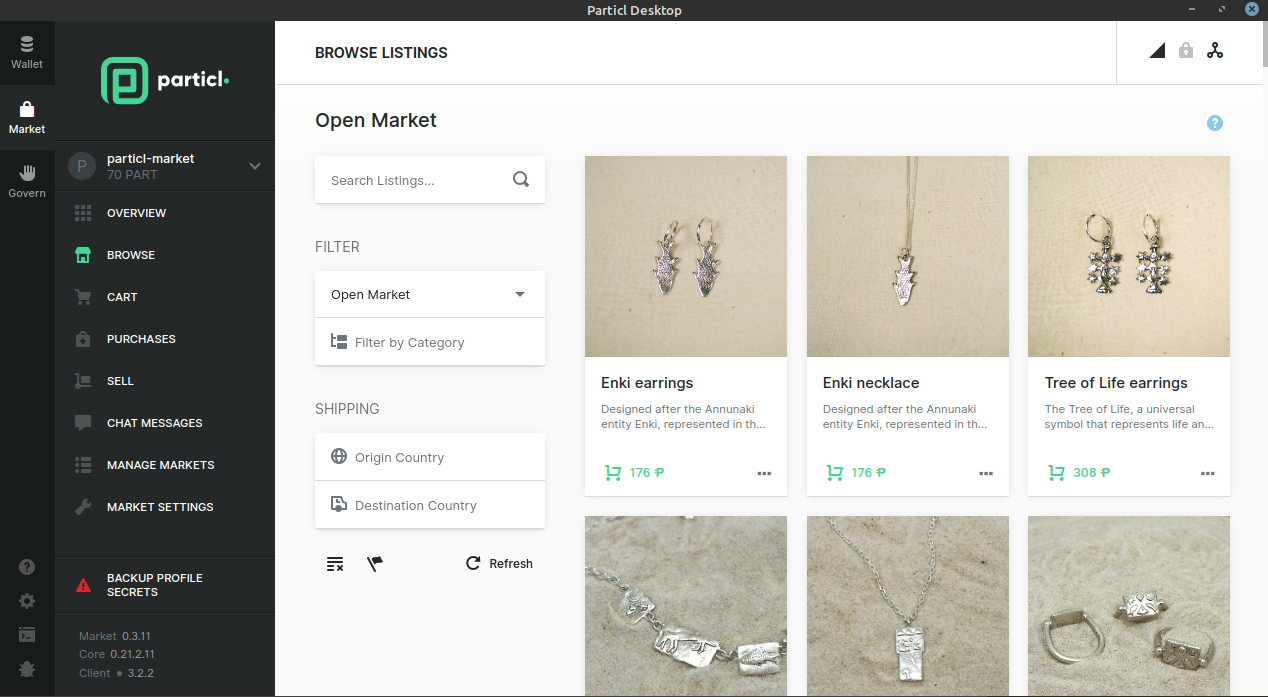 Particl Desktop
Wallet
Market
Govern
particl
P
particl-market
70 PART
OVERVIEW
BROWSE
CART
PURCHASES
SELL
CHAT MESSAGES
MANAGE MARKETS
MARKET SETTINGS
BACKUP PROFILE
SECRETS
Market 0.3.11
Core 0.21.2.11
Client • 3.2.2
BROWSE LISTINGS
Open Market
?
Search Listings...
FILTER
Open Market
Filter by Category
SHIPPING
Origin Country
Destination Country
Refresh
Enki earrings
Designed after the Annunaki
entity Enki, represented in th...
176 ₱
Enki necklace
Designed after the Annunaki
entity Enki, represented in th...
176 ₱
Tree of Life earrings
The Tree of Life, a universal
symbol that represents life an...
308 ₱